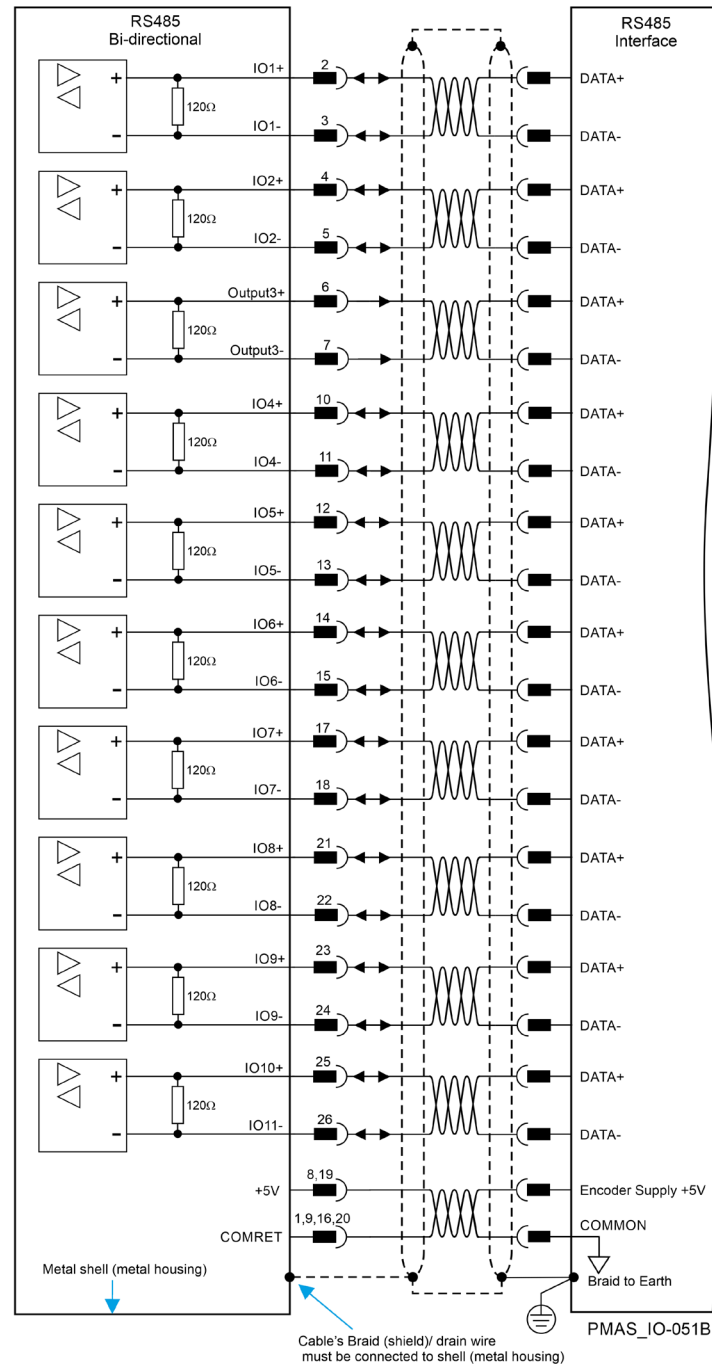 RS485
Bi-directional
RS485
Interface
IO1+
2
DATA+
120Ω
IO1-
3
DATA-
IO2+
4
DATA+
120Ω
IO2-
5
DATA-
Output3+
6
DATA+
120Ω
Output3-
7
DATA-
IO4+
10
DATA+
120Ω
IO4-
11
DATA-
IO5+
12
DATA+
120Ω
IO5-
13
DATA-
IO6+
14
DATA+
120Ω
IO6-
15
DATA-
IO7+
17
DATA+
120Ω
IO7-
18
DATA-
IO8+
21
DATA+
120Ω
IO8-
22
DATA-
IO9+
23
DATA+
120Ω
IO9-
24
DATA-
IO10+
25
DATA+
120Ω
IO11-
26
DATA-
+5V
8,19
Encoder Supply +5V
COMRET
1,9,16,20
COMMON
Metal shell (metal housing)
Braid to Earth
Cable's Braid (shield)/ drain wire
must be connected to shell (metal housing)
PMAS_IO-051B